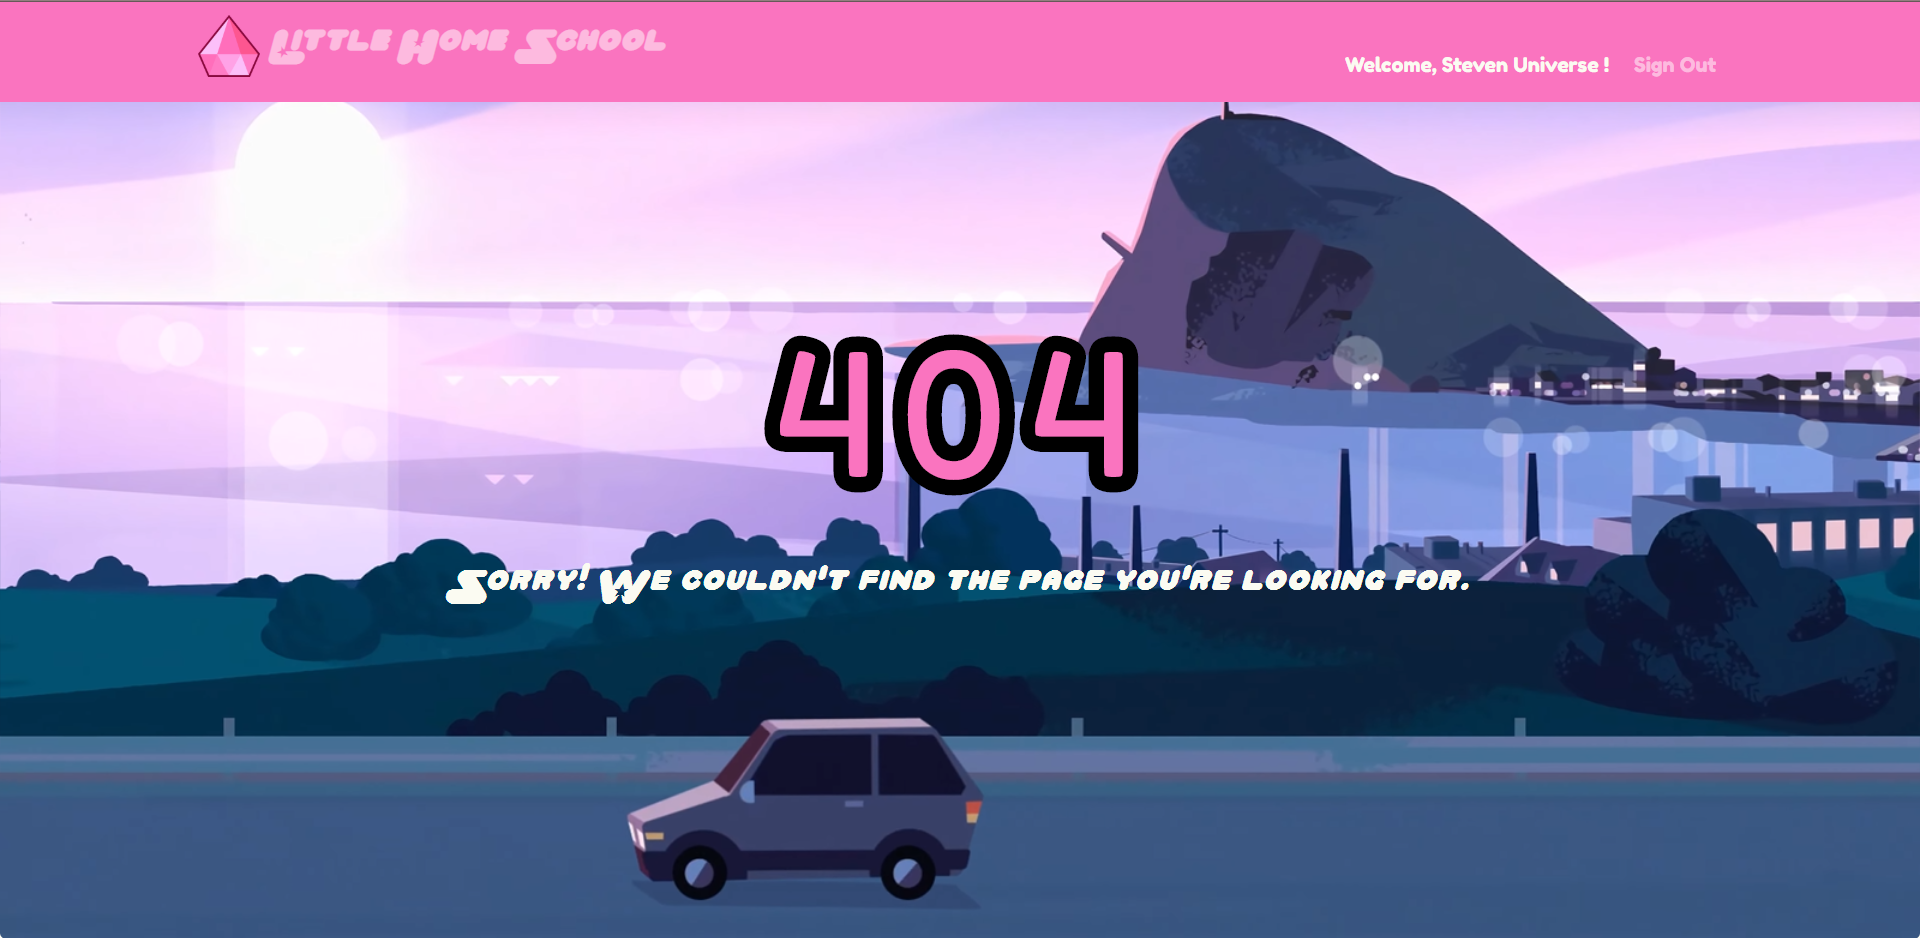 Little Home School
Welcome, Steven Universe !
Sign Out
404
Sorry! We couldn't find the page you're looking for.